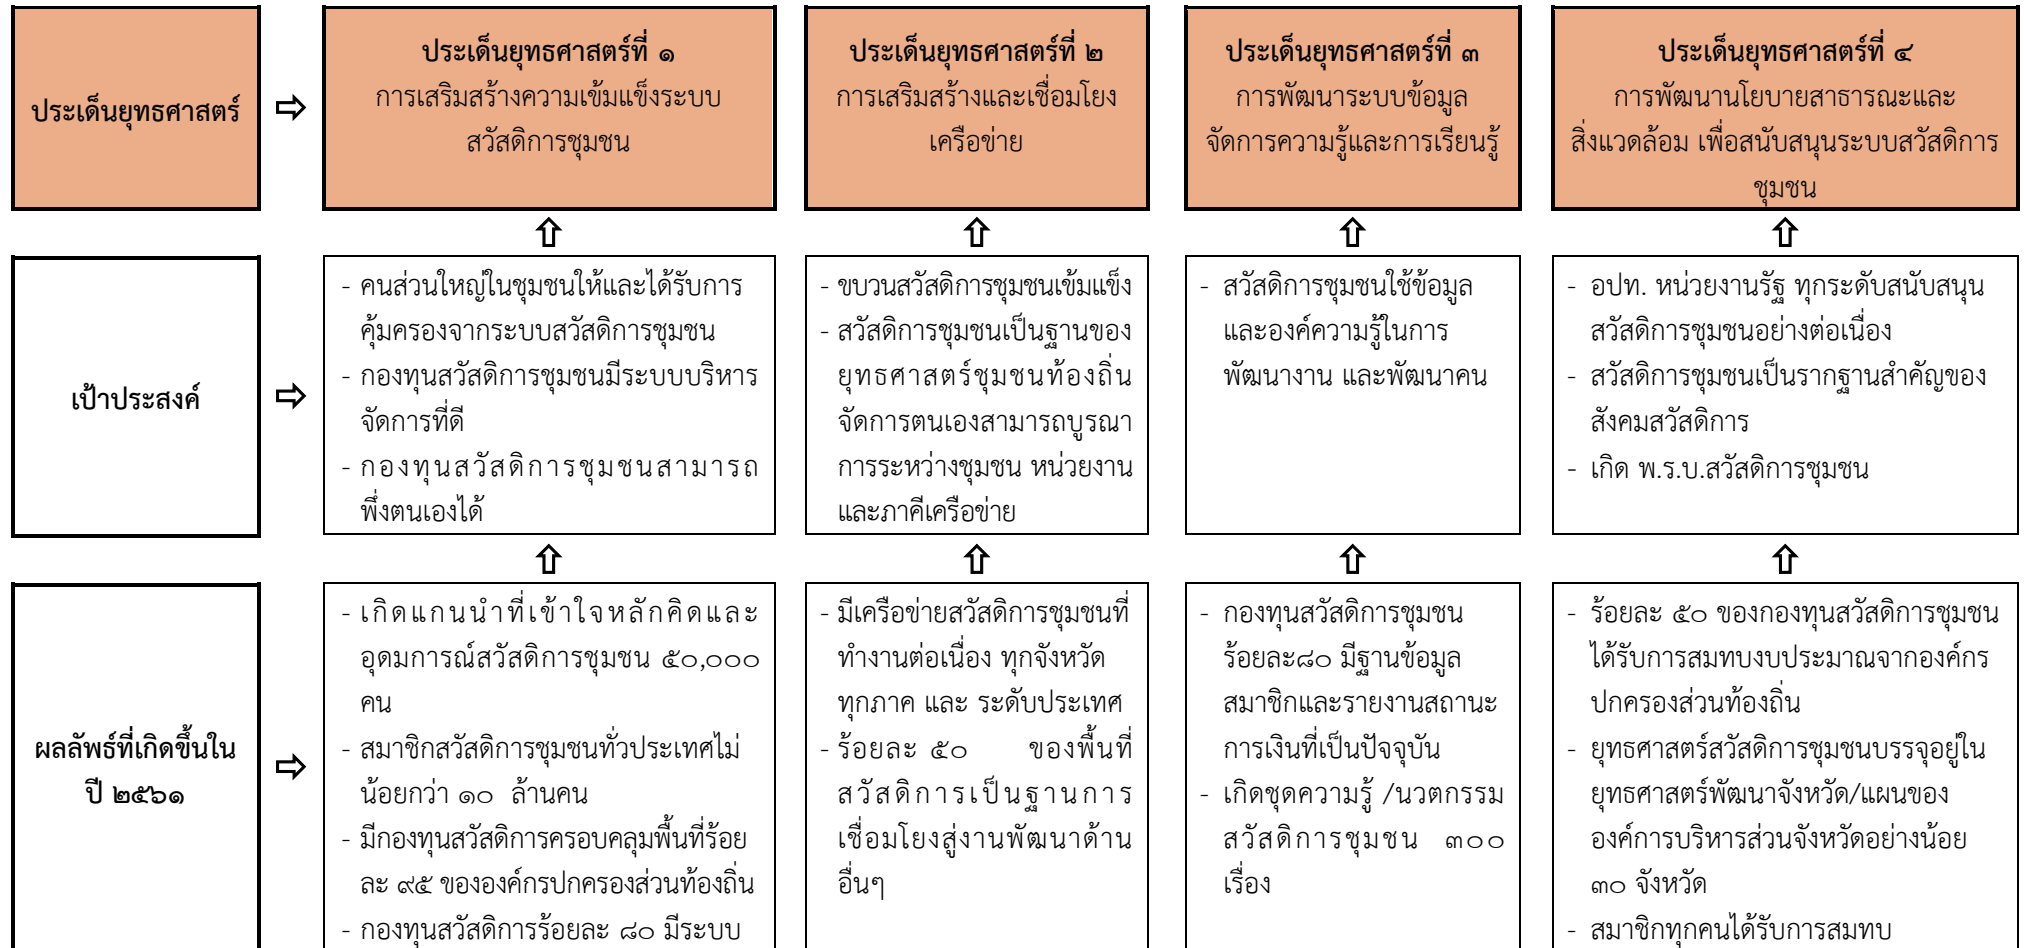 ประเด็นยุทธศาสตร์
ประเด็นยุทธศาสตร์ที่ ๑
การเสริมสร้างความเข้มแข็งระบบ
สวัสดิการชุมชน
ประเด็นยุทธศาสตร์ที่ ๒
การเสริมสร้างและเชื่อมโยง
เครือข่าย
ประเด็นยุทธศาสตร์ที่ ๓
การพัฒนาระบบข้อมูล
จัดการความรู้และการเรียนรู้
ประเด็นยุทธศาสตร์ที่ ๔
การพัฒนานโยบายสาธารณะและ
สิ่งแวดล้อม เพื่อสนับสนุนระบบสวัสดิการ
ชุมชน
เป้าประสงค์
- คนส่วนใหญ่ในชุมชนให้และได้รับการ
คุ้มครองจากระบบสวัสดิการชุมชน
- กองทุนสวัสดิการชุมชนมีระบบบริหาร
จัดการที่ดี
- กองทุนสวัสดิการชุมชนสามารถ
พึ่งตนเองได้
- ขบวนสวัสดิการชุมชนเข้มแข็ง
- สวัสดิการชุมชนเป็นฐานของ
ยุทธศาสตร์ชุมชนท้องถิ่น
จัดการตนเองสามารถบูรณา
การระหว่างชุมชน หน่วยงาน
และภาคีเครือข่าย
- สวัสดิการชุมชนใช้ข้อมูล
และองค์ความรู้ในการ
พัฒนางาน และพัฒนาคน
- อปท. หน่วยงานรัฐ ทุกระดับสนับสนุน
สวัสดิการชุมชนอย่างต่อเนื่อง
- สวัสดิการชุมชนเป็นรากฐานสำคัญของ
สังคมสวัสดิการ
- เกิด พ.ร.บ.สวัสดิการชุมชน
ผลลัพธ์ที่เกิดขึ้นใน
ปี ๒๕๖๑
- เกิดแกนนำที่เข้าใจหลักคิดและ
อุดมการณ์สวัสดิการชุมชน ๕๐,๐๐๐
คน
- สมาชิกสวัสดิการชุมชนทั่วประเทศไม่
น้อยกว่า ๑๐ ล้านคน
- มีกองทุนสวัสดิการครอบคลุมพื้นที่ร้อย
ละ ๙๕ ขององค์กรปกครองส่วนท้องถิ่น
- กองทุนสวัสดิการร้อยละ ๘๐ มีระบบ
- มีเครือข่ายสวัสดิการชุมชนที่
ทำงานต่อเนื่อง ทุกจังหวัด
ทุกภาค และ ระดับประเทศ
- ร้อยละ ๕๐ ของพื้นที่
สวัสดิการเป็นฐานการ
เชื่อมโยงสู่งานพัฒนาด้าน
อื่นๆ
- กองทุนสวัสดิการชุมชน
ร้อยละ๘๐ มีฐานข้อมูล
สมาชิกและรายงานสถานะ
การเงินที่เป็นปัจจุบัน
- เกิดชุดความรู้ /นวตกรรม
สวัสดิการชุมชน ๓๐๐
เรื่อง
- ร้อยละ ๕๐ ของกองทุนสวัสดิการชุมชน
ได้รับการสมทบงบประมาณจากองค์กร
ปกครองส่วนท้องถิ่น
- ยุทธศาสตร์สวัสดิการชุมชนบรรจุอยู่ใน
ยุทธศาสตร์พัฒนาจังหวัด/แผนของ
องค์การบริหารส่วนจังหวัดอย่างน้อย
๓๐ จังหวัด
- สมาชิกทุกคนได้รับการสมทบ